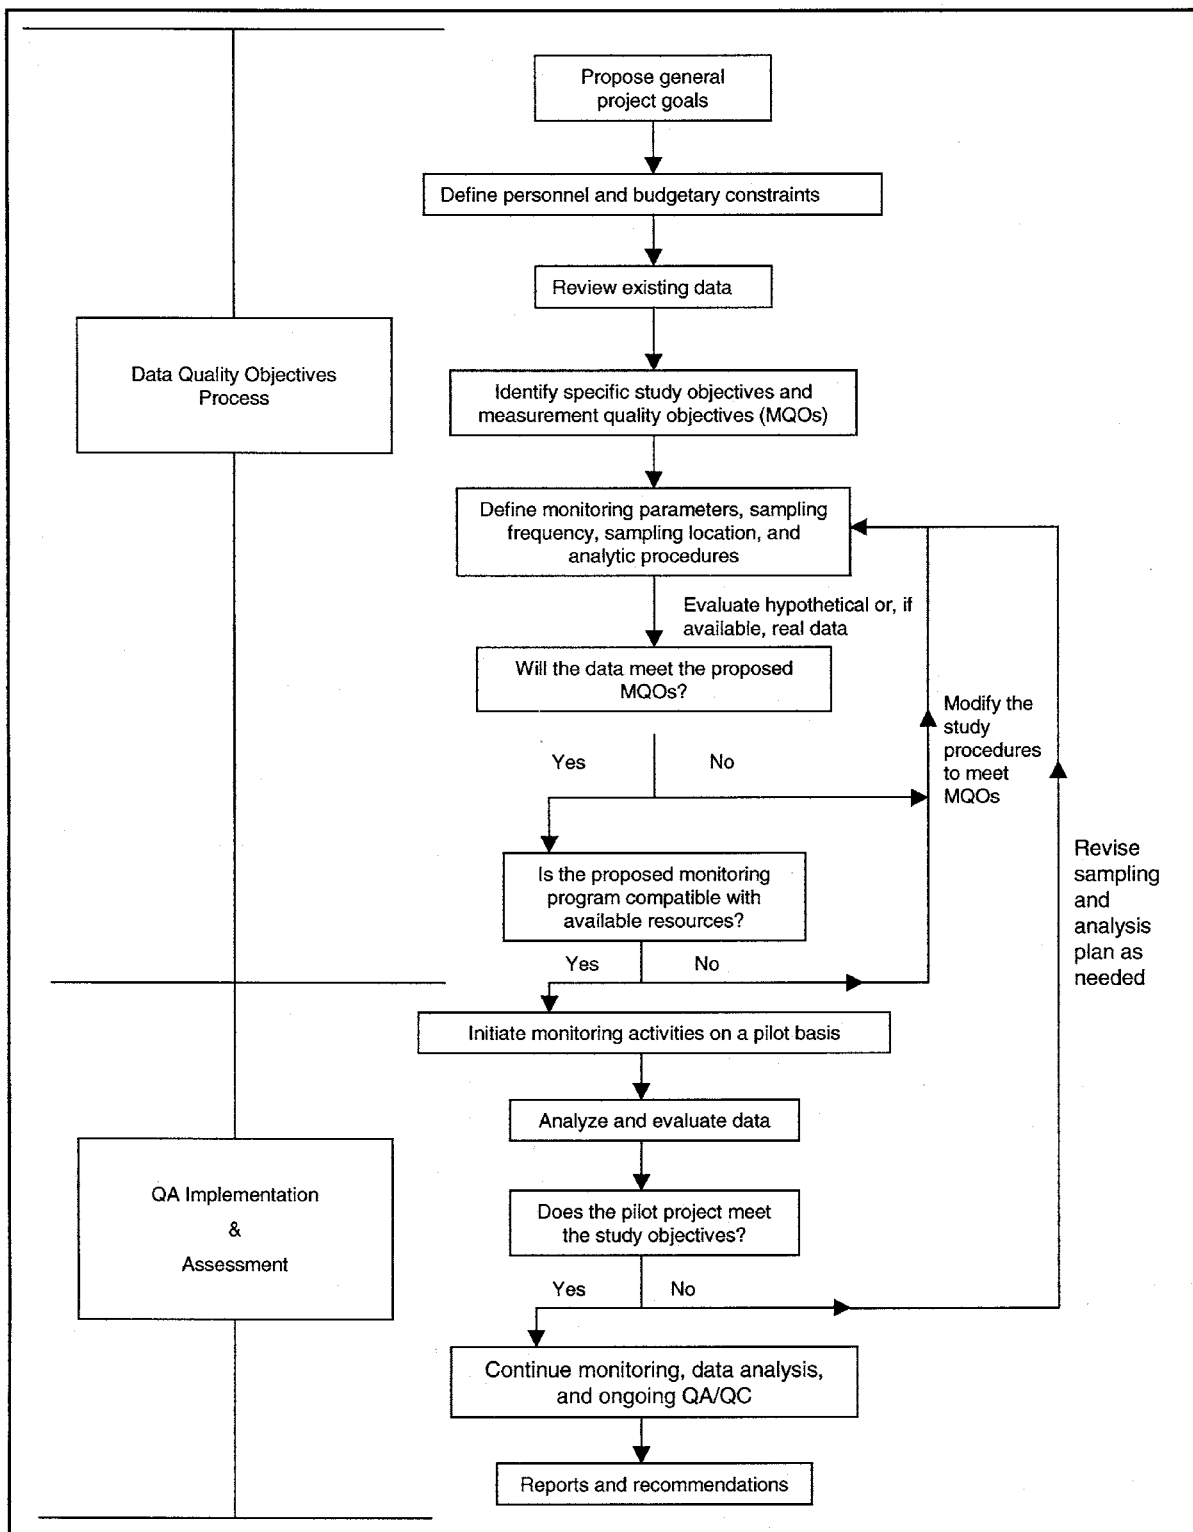 Propose general
project goals
Define personnel and budgetary constraints
Review existing data
Data Quality Objectives
Process
Identify specific study objectives and
measurement quality objectives (MQOs)
Define monitoring parameters, sampling
frequency, sampling location, and
analytic procedures
Evaluate hypothetical or, if
available, real data
Will the data meet the proposed
MQOs?
Yes
No
Modify the
study
procedures
to meet
MQOs
Is the proposed monitoring
program compatible with
available resources?
Yes
No
Revise
sampling
and
analysis
plan as
needed
Initiate monitoring activities on a pilot basis
Analyze and evaluate data
QA Implementation
&
Assessment
Does the pilot project meet
the study objectives?
Yes
No
Continue monitoring, data analysis,
and ongoing QA/QC
Reports and recommendations